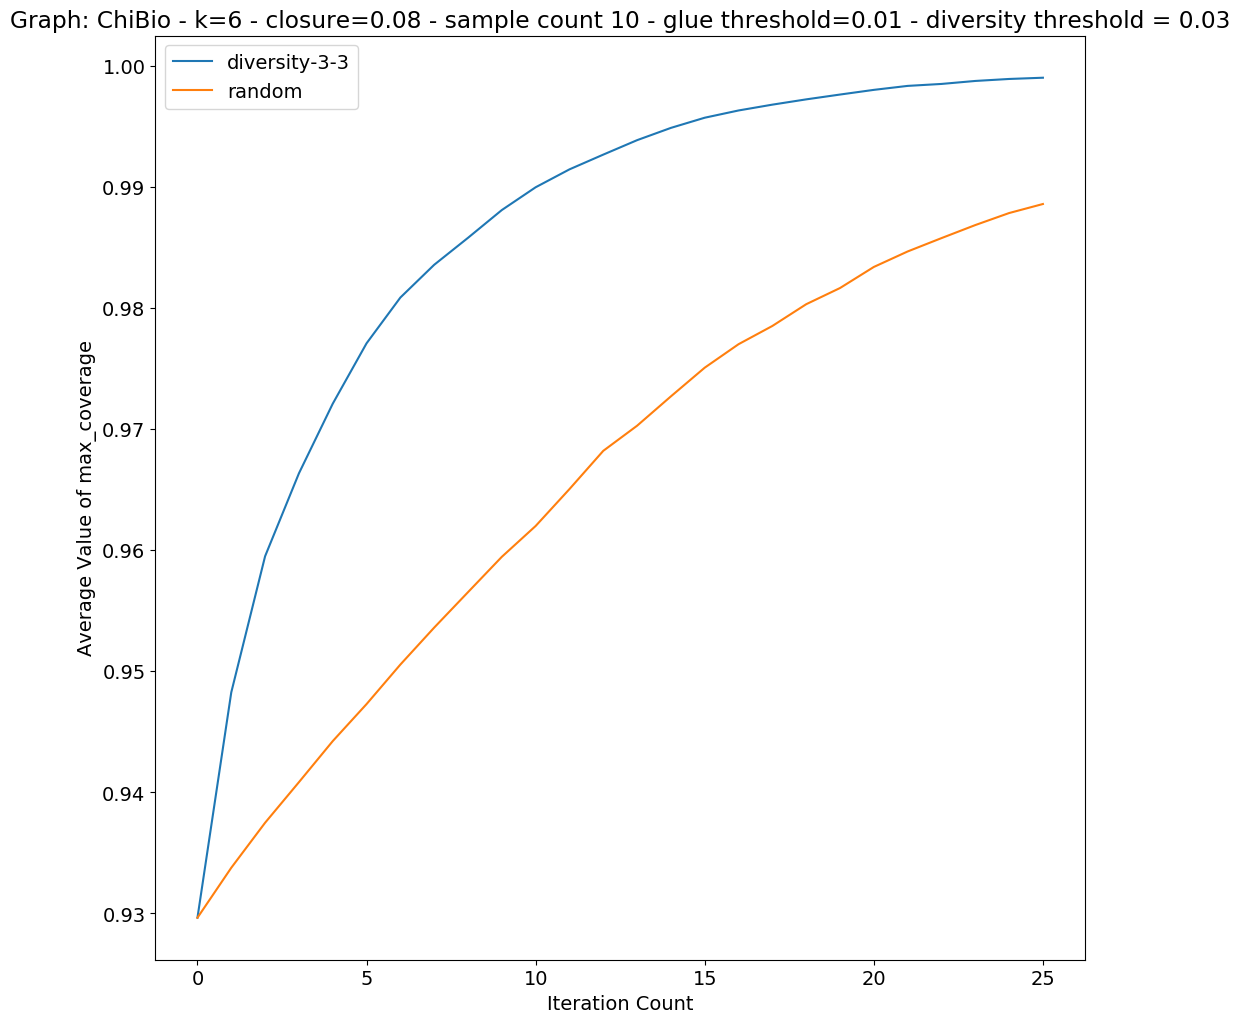 Graph: ChiBio - k=6 - closure=0.08 - sample count 10 - glue threshold=0.01 - diversity threshold = 0.03
diversity-3-3
random
1.00
0.99
0.98
0.97
0.96
0.95
0.94
0.93
Average Value of max_coverage
0 5 10 15 20 25
Iteration Count